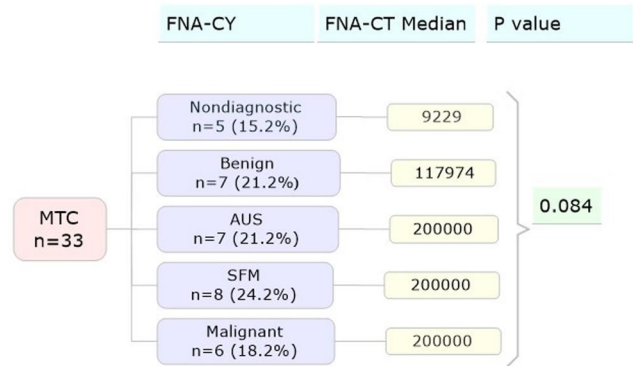 FNA-CY FNA-CT Median P value
Nondiagnostic
n=5 (15.2%)
9229
Benign
n=7 (21.2%)
117974
MTC
n=33
AUS
n=7 (21.2%)
200000
0.084
SFM
n=8 (24.2%)
200000
Malignant
n=6 (18.2%)
200000